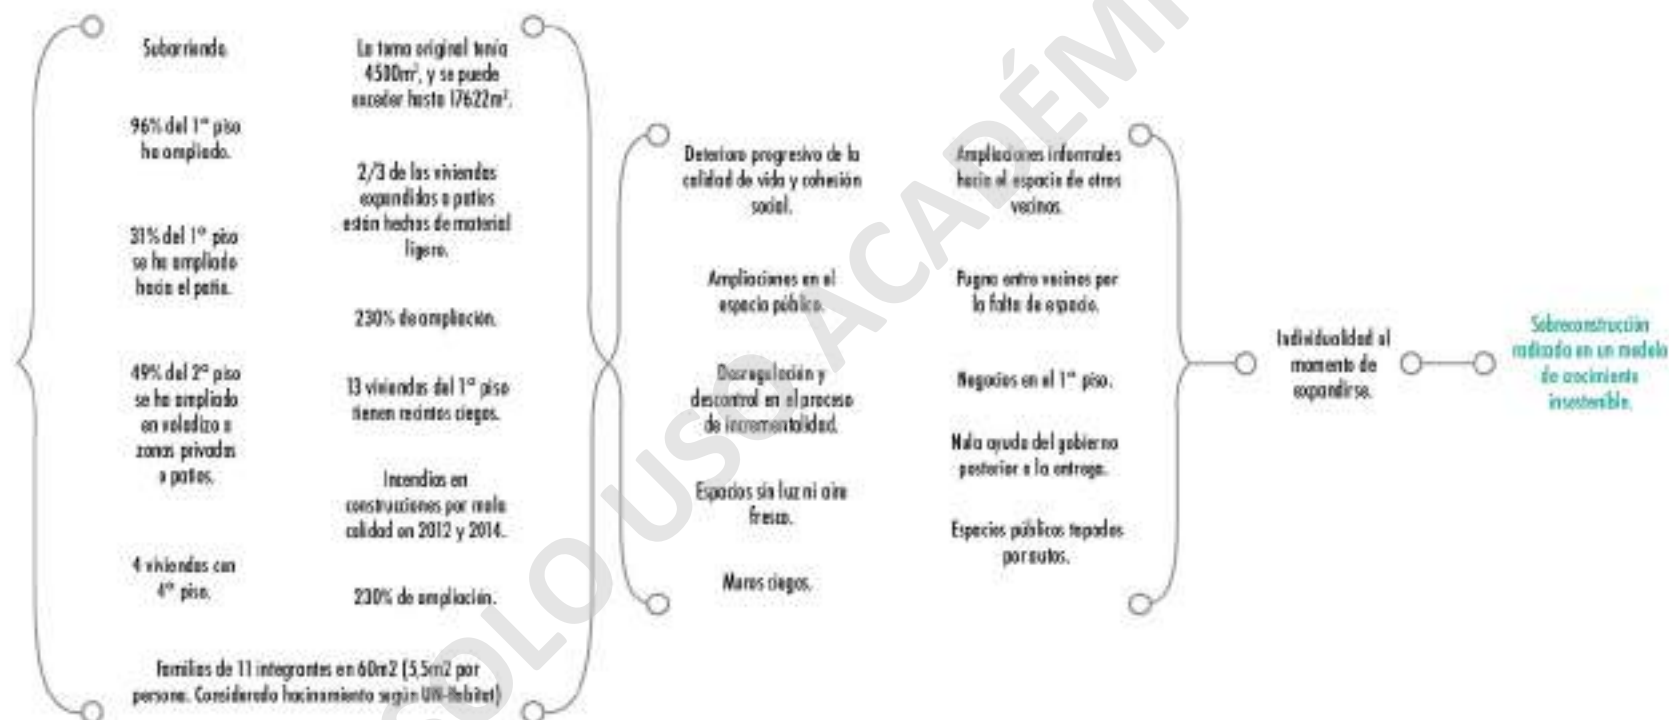 Subarriendo.
96% del 1er piso
ha ampliado.
31% del 1er piso
se ha ampliado
hacia el patio.
49% del 2º piso
se ha ampliado
en voladizo a
zonas privadas
o patios.
4 viviendas con
4to piso.
La toma original tenía
4500m², y se puede
exceder hasta 17622m².
2/3 de las viviendas
expandidas a patios
están hechas de material
ligero.
230% de ampliación.
13 viviendas del 1er piso
tienen recintos ciegos.
Incendios en
construcciones por mala
calidad en 2012 y 2014.
230% de ampliación.
Familias de 11 integrantes en 60m2 (5,5m2 por
persona. Considerado hacinamiento según UN-Habitat)
Deterioro progresivo de la
calidad de vida y cohesión
social.
Ampliaciones en el
espacio público.
Desregulación y
descontrol en el proceso
de incrementalidad.
Espacios sin luz ni aire
fresco.
Muros ciegos.
Ampliaciones informales
hacia el espacio de otros
vecinos.
Pugna entre vecinos por
la falta de espacio.
Negocios en el 1er piso.
Nula ayuda del gobierno
posterior a la entrega.
Espacios públicos tapados
por autos.
Individualidad al
momento de
expandirse.
Sobreconstrucción
radicada en un modelo
de crecimiento
insostenible.
SOLO USO ACADÉMI